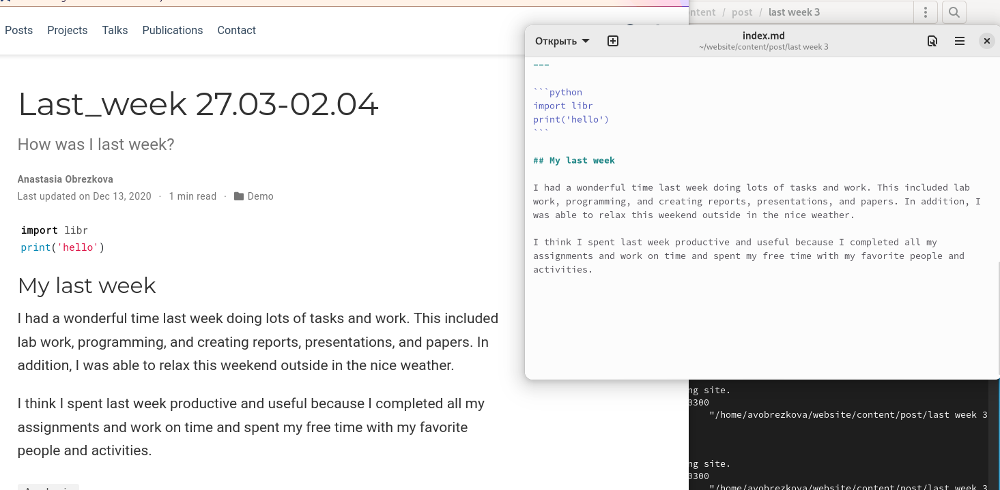 Posts Projects Talks Publications Contact
Last_week 27.03-02.04
How was I last week?
Anastasia Obrezkova
Last updated on Dec 13, 2020 · 1 min read · Demo
import libr
print('hello')
My last week
I had a wonderful time last week doing lots of tasks and work. This included
lab work, programming, and creating reports, presentations, and papers. In
addition, I was able to relax this weekend outside in the nice weather.
I think I spent last week productive and useful because I completed all my
assignments and work on time and spent my free time with my favorite
people and activities.
ntent / post / last week 3
Открыть
index.md
~/website/content/post/last week 3
---
```python
import libr
print('hello')
```
## My last week
I had a wonderful time last week doing lots of tasks and work. This included lab
work, programming, and creating reports, presentations, and papers. In addition, I
was able to relax this weekend outside in the nice weather.
I think I spent last week productive and useful because I completed all my
assignments and work on time and spent my free time with my favorite people and
activities.
ng site.
0300
"/home/avobrezkova/website/content/post/last week 3
ng site.
0300
"/home/avobrezkova/website/content/post/last week 3